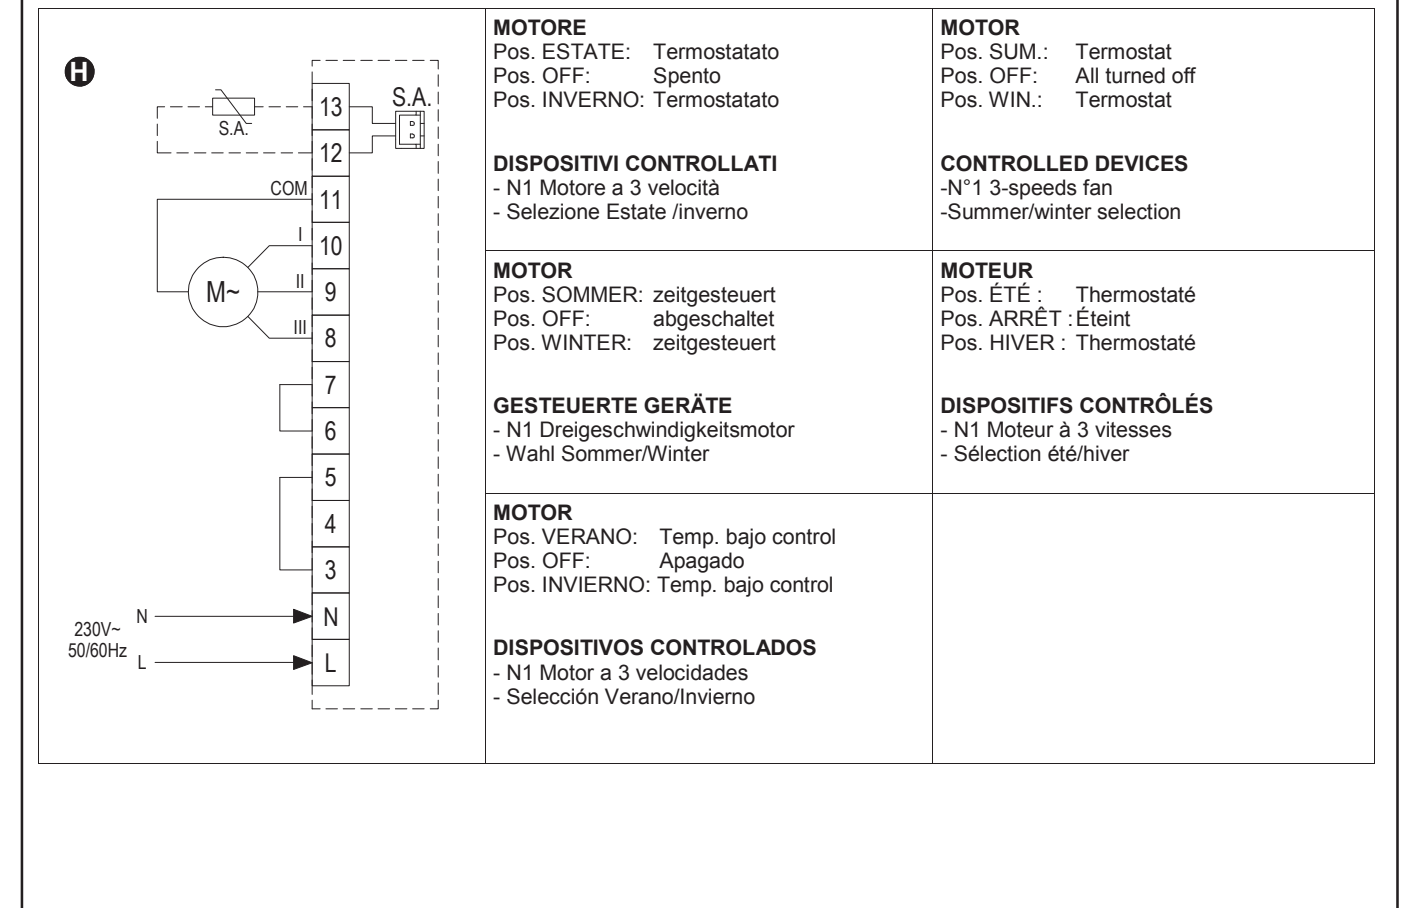 H
13
S.A.
S.A.
12
COM
11
I
10
M~
II
9
III
8
7
6
5
4
3
N
N
230V~
50/60Hz
L
L
MOTORE
Pos. ESTATE: Termostatato
Pos. OFF: Spento
Pos. INVERNO: Termostatato
DISPOSITIVI CONTROLLATI
- N1 Motore a 3 velocità
- Selezione Estate /inverno
MOTOR
Pos. SUM.: Termostat
Pos. OFF: All turned off
Pos. WIN.: Termostat
CONTROLLED DEVICES
-N°1 3-speeds fan
-Summer/winter selection
MOTOR
Pos. SOMMER: zeitgesteuert
Pos. OFF: abgeschaltet
Pos. WINTER: zeitgesteuert
GESTEUERTE GERÄTE
- N1 Dreigeschwindigkeitsmotor
- Wahl Sommer/Winter
MOTEUR
Pos. ÉTÉ : Thermostaté
Pos. ARRÊT : Éteint
Pos. HIVER : Thermostaté
DISPOSITIFS CONTRÔLÉS
- N1 Moteur à 3 vitesses
- Sélection été/hiver
MOTOR
Pos. VERANO: Temp. bajo control
Pos. OFF: Apagado
Pos. INVIERNO: Temp. bajo control
DISPOSITIVOS CONTROLADOS
- N1 Motor a 3 velocidades
- Selección Verano/Invierno